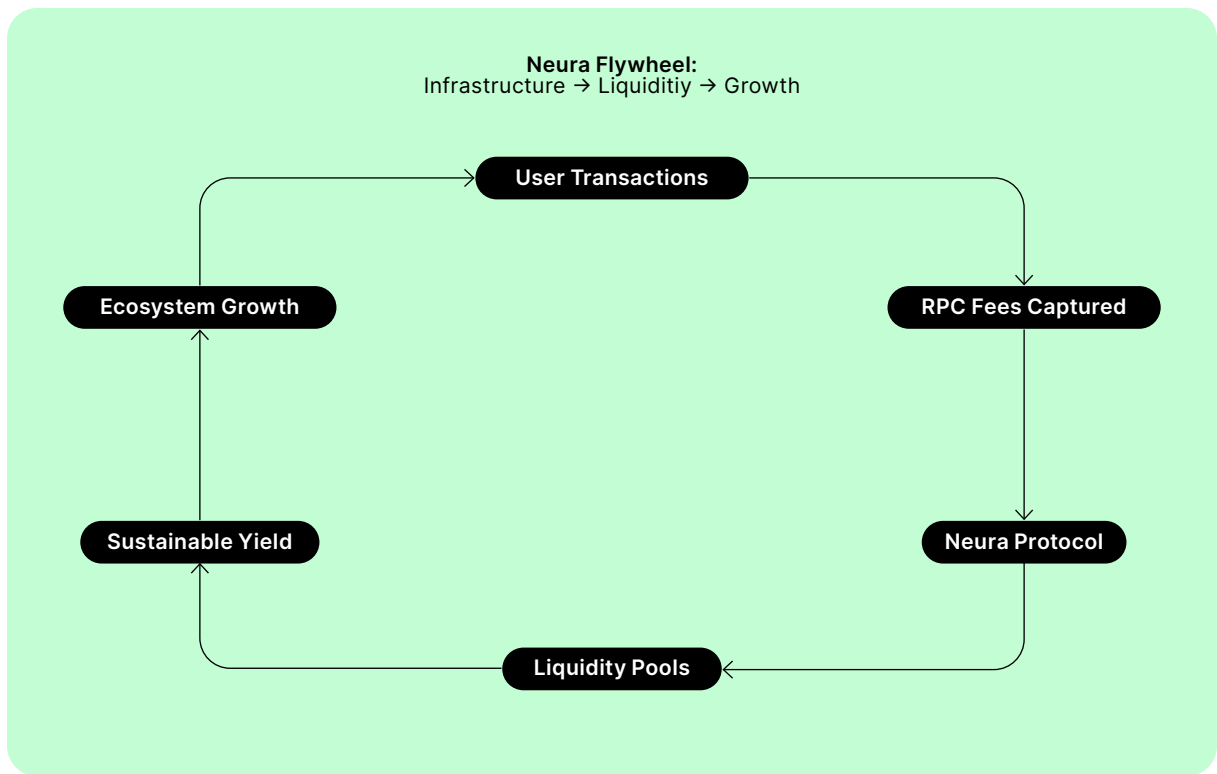 Neura Flywheel:
Infrastructure → Liquiditiy → Growth
User Transactions
Ecosystem Growth
RPC Fees Captured
Sustainable Yield
Neura Protocol
Liquidity Pools